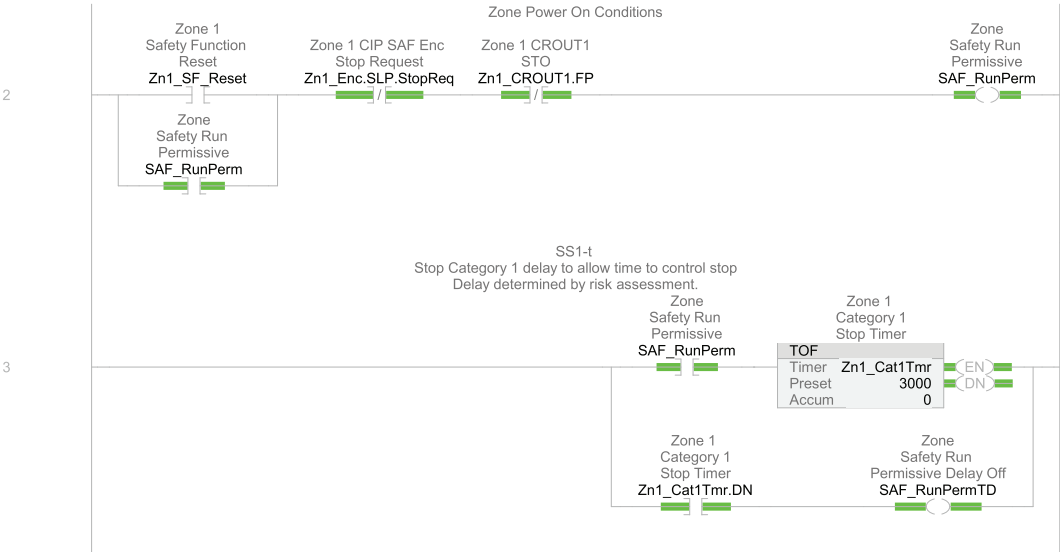 Zone Power On Conditions
Zone 1
Safety Function
Reset
Zn1_SF_Reset
Zone 1 CIP SAF Enc
Stop Request
Zn1_Enc.SLP.StopReq
Zone 1 CROUT1
STO
Zn1_CROUT1.FP
Zone
Safety Run
Permissive
SAF_RunPerm
2
/
/
Zone
Safety Run
Permissive
SAF_RunPerm
SS1-t
Stop Category 1 delay to allow time to control stop
Delay determined by risk assessment.
Zone
Safety Run
Permissive
SAF_RunPerm
Zone 1
Category 1
Stop Timer
3
TOF
Timer Zn1_Cat1Tmr
Preset 3000
Accum 0
EN
DN
Zone 1
Category 1
Stop Timer
Zn1_Cat1Tmr.DN
Zone
Safety Run
Permissive Delay Off
SAF_RunPermTD